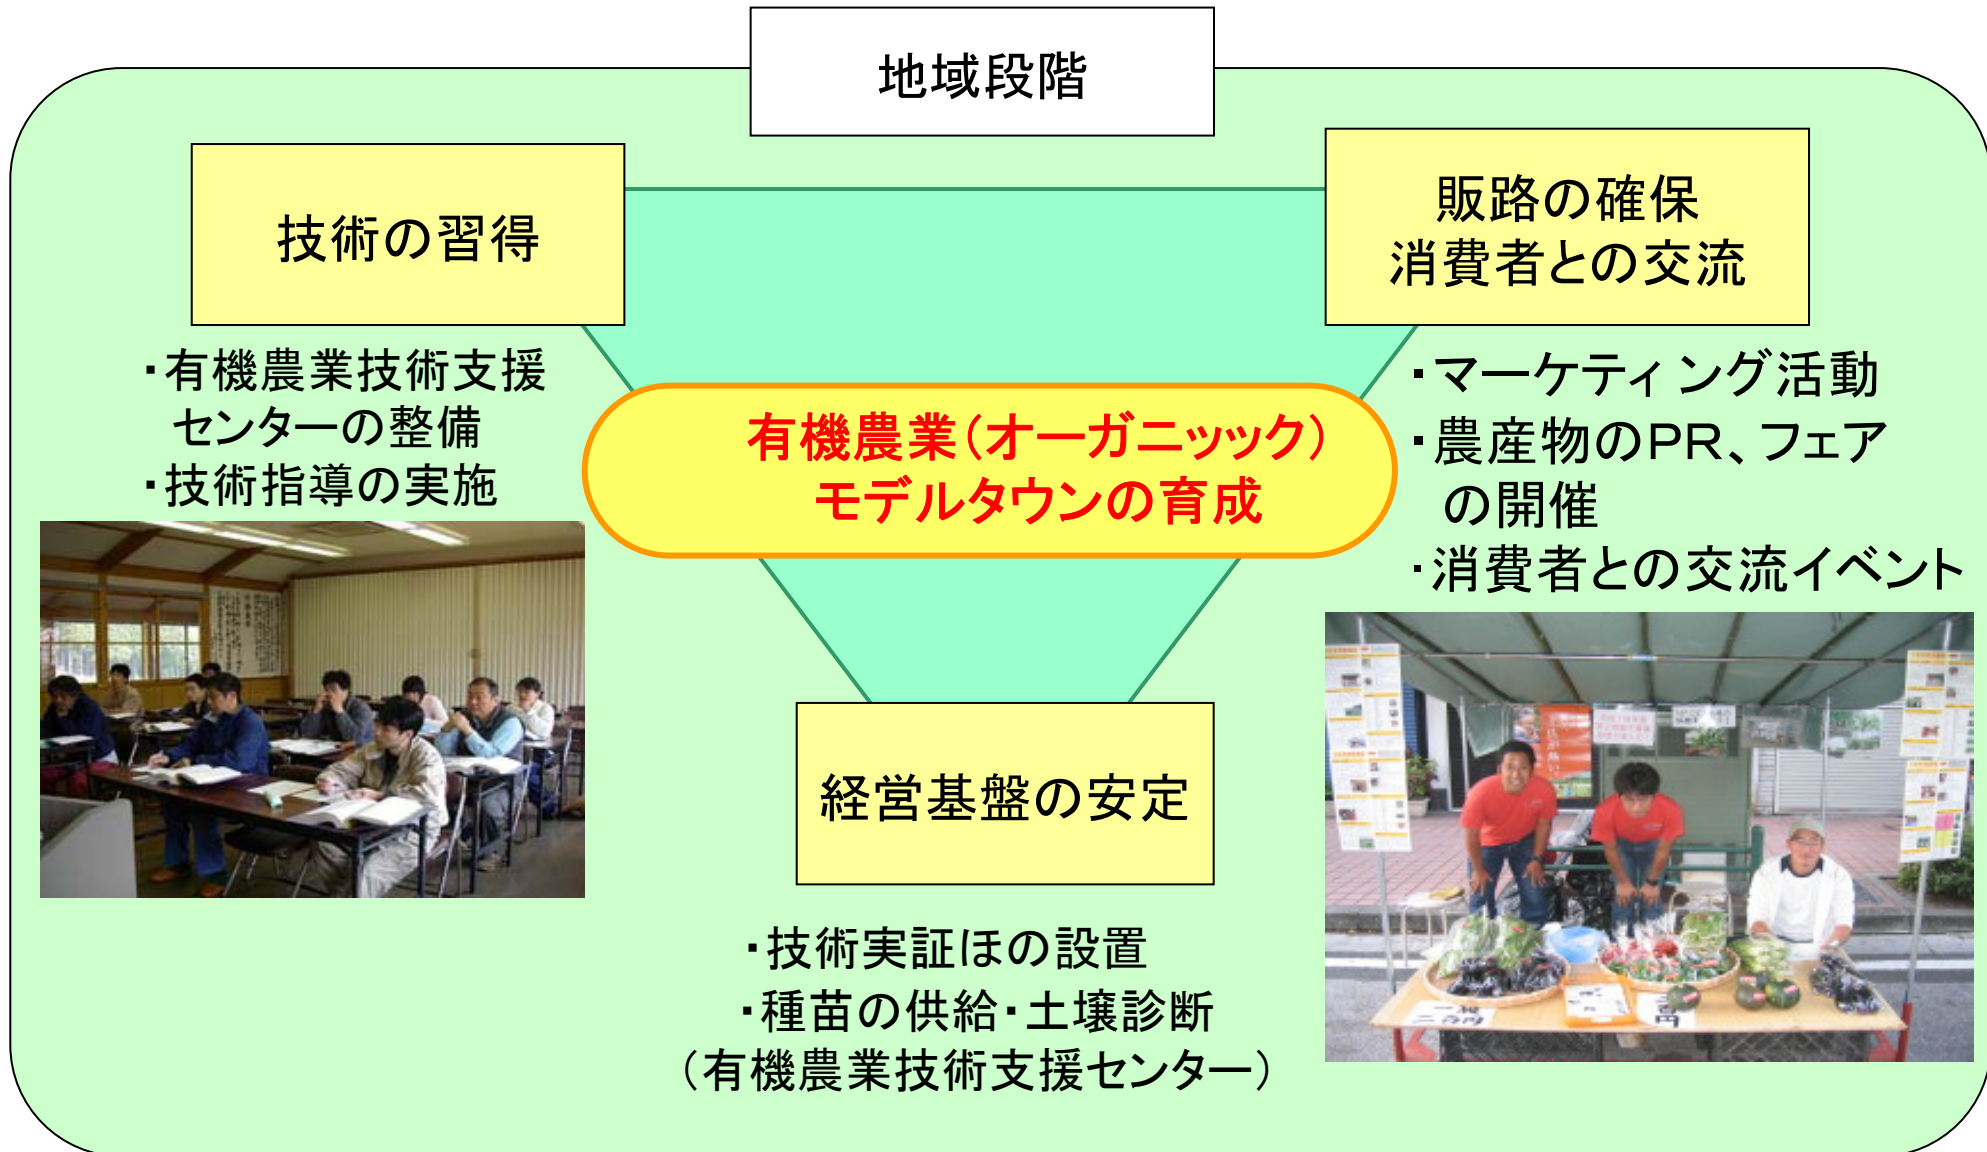 地域段階
技術の習得
・有機農業技術支援
センターの整備
・技術指導の実施
販路の確保
消費者との交流
・マーケティング活動
・農産物のPR、フェア
の開催
・消費者との交流イベント
有機農業(オーガニッック)
モデルタウンの育成
経営基盤の安定
・技術実証ほの設置
・種苗の供給・土壌診断
(有機農業技術支援センター)